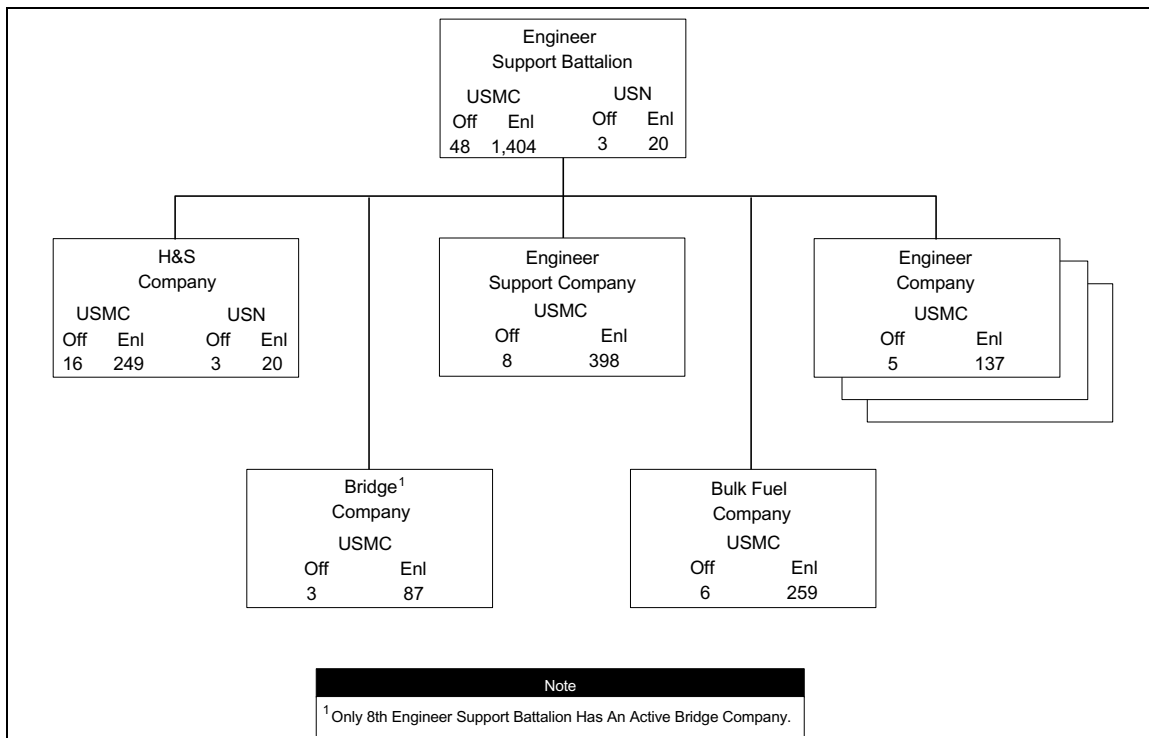 Engineer
Support Battalion
USMC USN
Off Enl Off Enl
48 1,404 3 20
H&S
Company
USMC USN
Off Enl Off Enl
16 249 3 20
Engineer
Support Company
USMC
Off Enl
8 398
Engineer
Company
USMC
Off Enl
5 137
Bridge¹
Company
USMC
Off Enl
3 87
Bulk Fuel
Company
USMC
Off Enl
6 259
Note
¹Only 8th Engineer Support Battalion Has An Active Bridge Company.